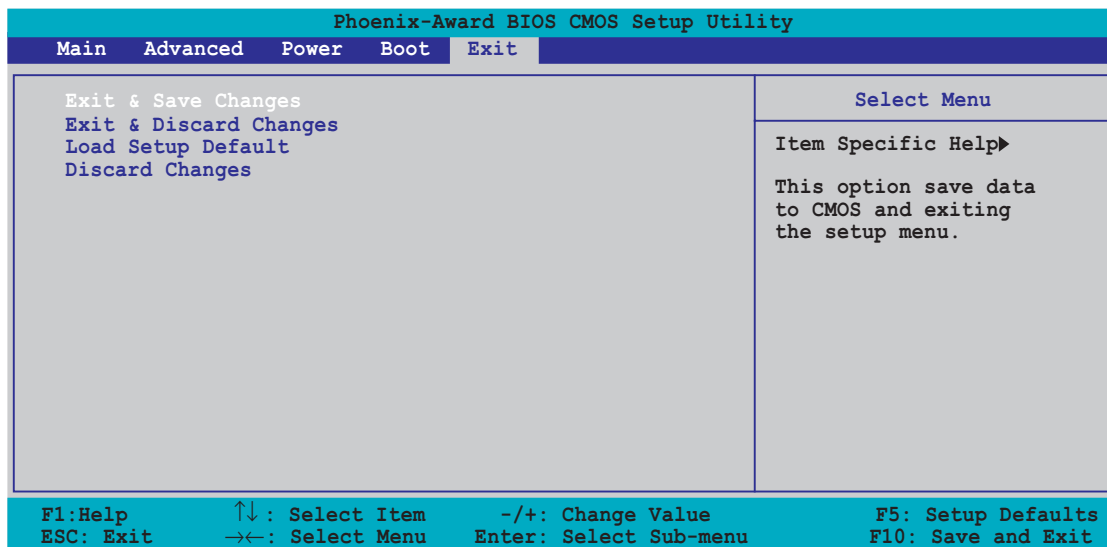 Phoenix-Award BIOS CMOS Setup Utility
Main Advanced Power Boot Exit
Exit & Save Changes
Exit & Discard Changes
Load Setup Default
Discard Changes
Select Menu
Item Specific Help▶
This option save data
to CMOS and exiting
the setup menu.
F1:Help ↑↓: Select Item -/+: Change Value F5: Setup Defaults
ESC: Exit →←: Select Menu Enter: Select Sub-menu F10: Save and Exit